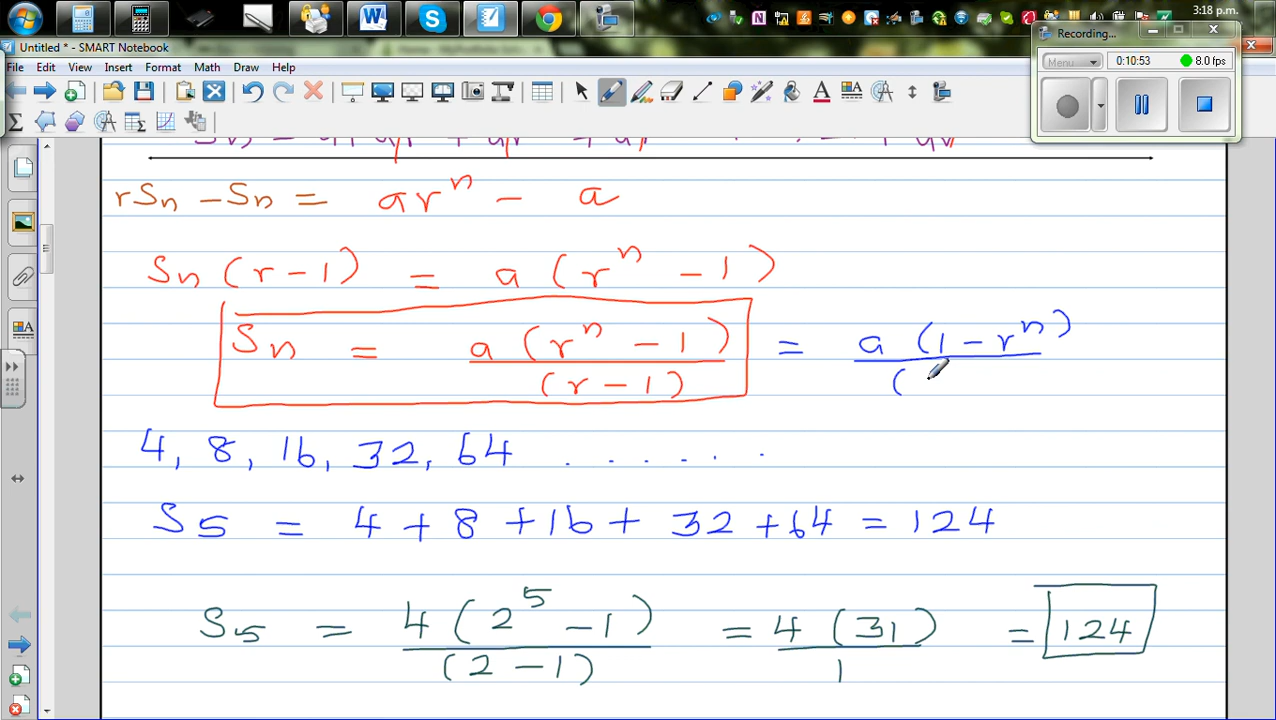 3:18 p.m.
Untitled * - SMART Notebook
Recording...
File Edit View Insert Format Math Draw Help
Menu
0:10:53
8.0 fps
rSn - Sn = ar^n - a
Sn (r - 1) = a (r^n - 1)
Sn = a (r^n - 1) / (r - 1) = a (1 - r^n) / (
4, 8, 16, 32, 64 . . . . . .
S5 = 4 + 8 + 16 + 32 + 64 = 124
S5 = 4 (2^5 - 1) / (2 - 1) = 4 (31) / 1 = 124